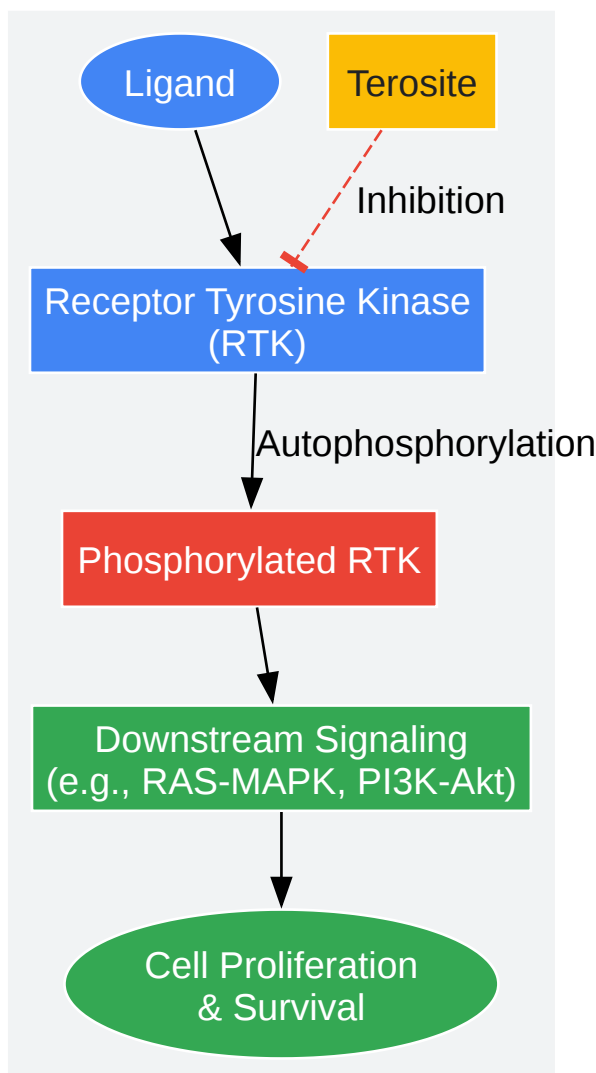 Ligand
Terosite
Inhibition
Receptor Tyrosine Kinase
(RTK)
Autophosphorylation
Phosphorylated RTK
Downstream Signaling
(e.g., RAS-MAPK, PI3K-Akt)
Cell Proliferation
& Survival